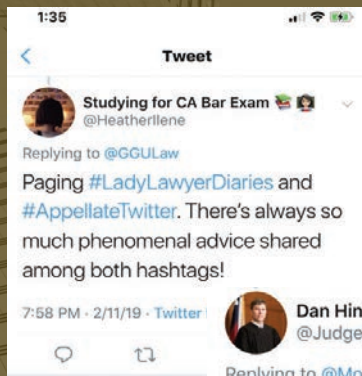 1:35
Tweet
Studying for CA Bar Exam
@HeatherIlene
Replying to @GGULaw
Paging #LadyLawyerDiaries and
#AppellateTwitter. There's always so
much phenomenal advice shared
among both hashtags!
7:58 PM · 2/11/19 · Twitter
Dan Hin
@Judge
Replying to @Mo